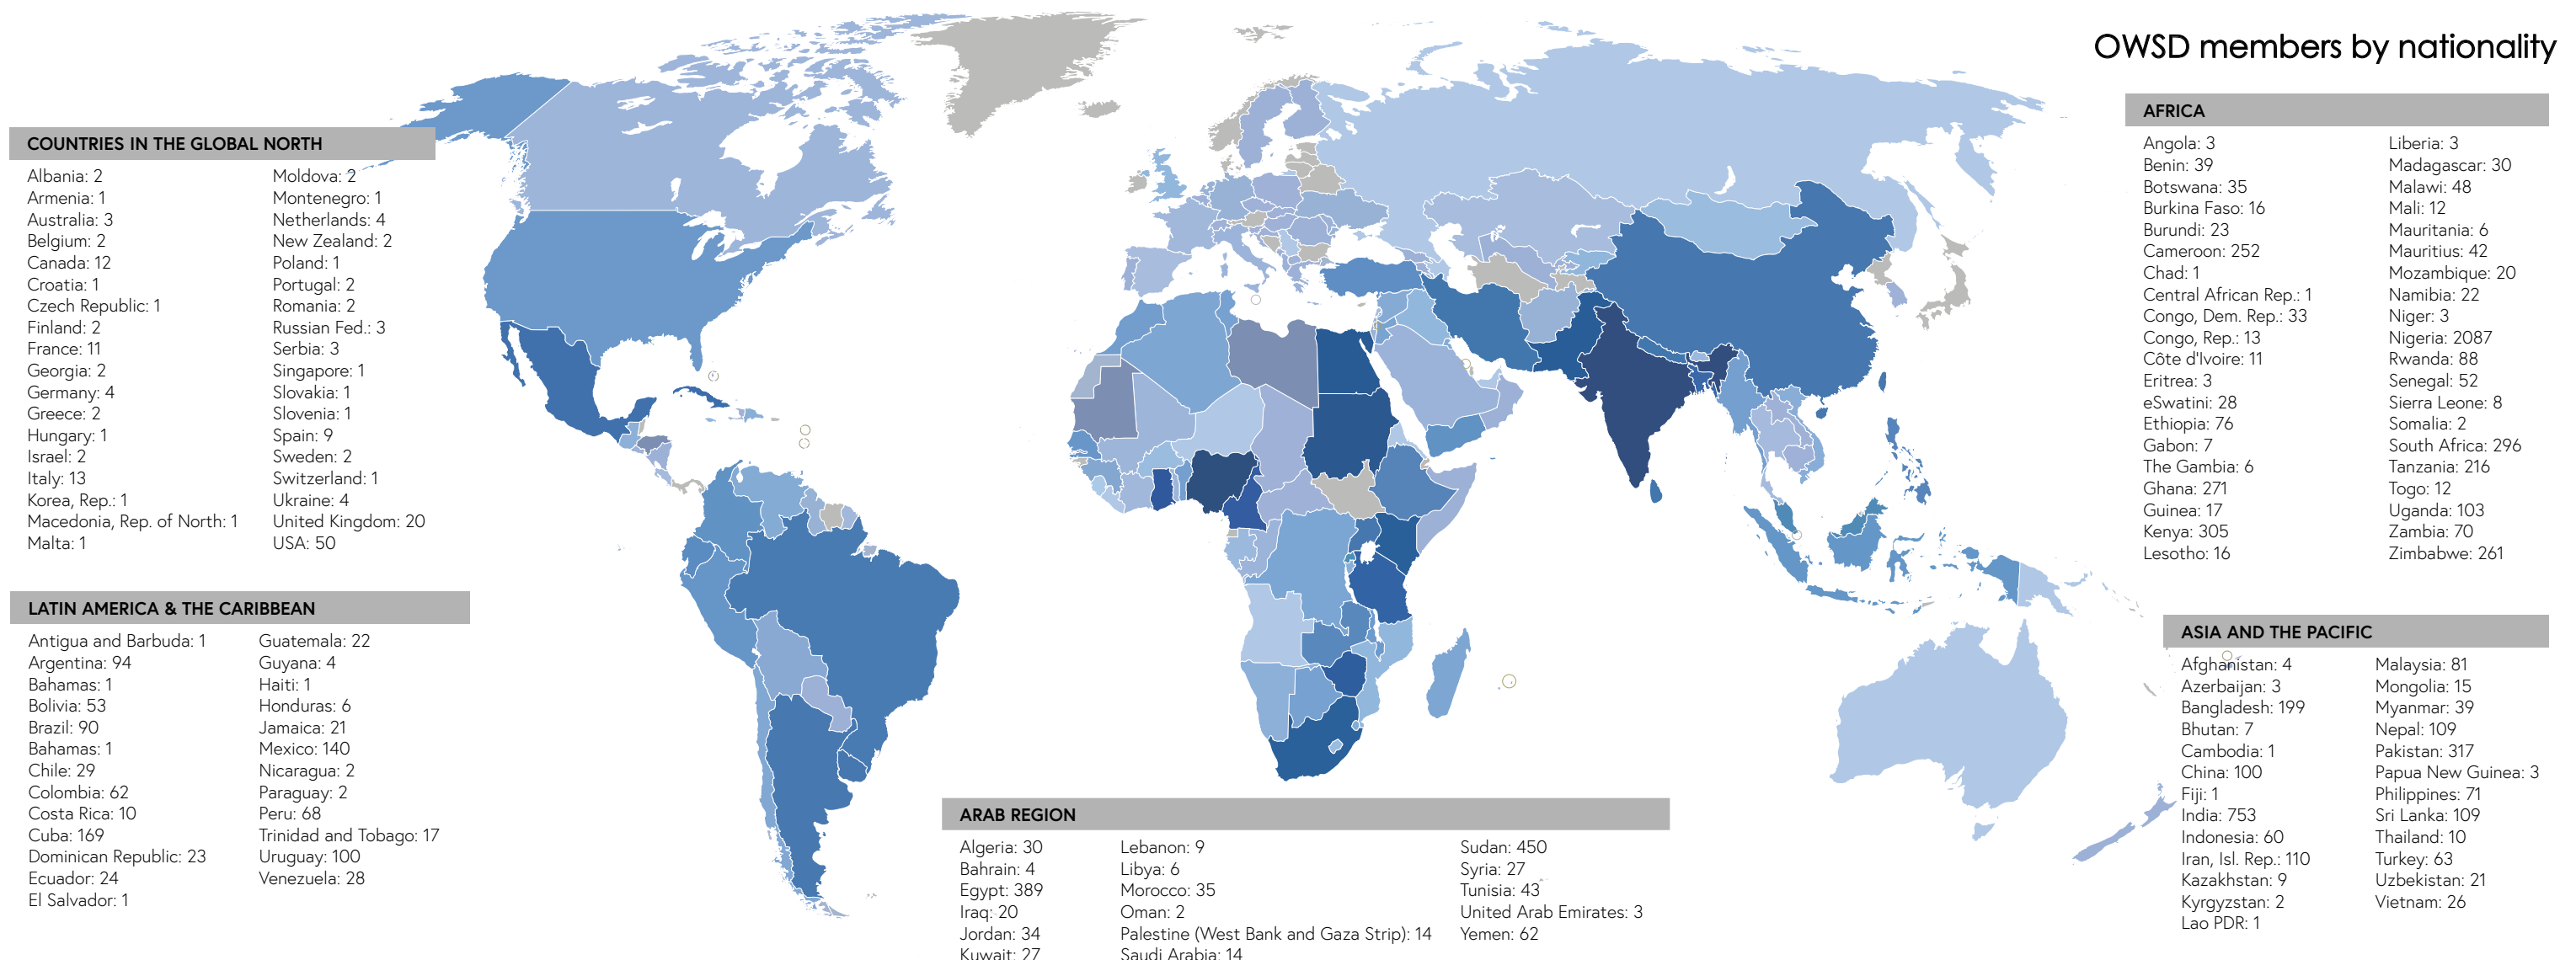 OWSD members by nationality
COUNTRIES IN THE GLOBAL NORTH
Albania: 2
Armenia: 1
Australia: 3
Belgium: 2
Canada: 12
Croatia: 1
Czech Republic: 1
Finland: 2
France: 11
Georgia: 2
Germany: 4
Greece: 2
Hungary: 1
Israel: 2
Italy: 13
Korea, Rep.: 1
Macedonia, Rep. of North: 1
Malta: 1
Moldova: 2
Montenegro: 1
Netherlands: 4
New Zealand: 2
Poland: 1
Portugal: 2
Romania: 2
Russian Fed.: 3
Serbia: 3
Singapore: 1
Slovakia: 1
Slovenia: 1
Spain: 9
Sweden: 2
Switzerland: 1
Ukraine: 4
United Kingdom: 20
USA: 50
LATIN AMERICA & THE CARIBBEAN
Antigua and Barbuda: 1
Argentina: 94
Bahamas: 1
Bolivia: 53
Brazil: 90
Bahamas: 1
Chile: 29
Colombia: 62
Costa Rica: 10
Cuba: 169
Dominican Republic: 23
Ecuador: 24
El Salvador: 1
Guatemala: 22
Guyana: 4
Haiti: 1
Honduras: 6
Jamaica: 21
Mexico: 140
Nicaragua: 2
Paraguay: 2
Peru: 68
Trinidad and Tobago: 17
Uruguay: 100
Venezuela: 28
ARAB REGION
Algeria: 30
Bahrain: 4
Egypt: 389
Iraq: 20
Jordan: 34
Kuwait: 27
Lebanon: 9
Libya: 6
Morocco: 35
Oman: 2
Palestine (West Bank and Gaza Strip): 14
Saudi Arabia: 14
Sudan: 450
Syria: 27
Tunisia: 43
United Arab Emirates: 3
Yemen: 62
AFRICA
Angola: 3
Benin: 39
Botswana: 35
Burkina Faso: 16
Burundi: 23
Cameroon: 252
Chad: 1
Central African Rep.: 1
Congo, Dem. Rep.: 33
Congo, Rep.: 13
Côte d'Ivoire: 11
Eritrea: 3
eSwatini: 28
Ethiopia: 76
Gabon: 7
The Gambia: 6
Ghana: 271
Guinea: 17
Kenya: 305
Lesotho: 16
Liberia: 3
Madagascar: 30
Malawi: 48
Mali: 12
Mauritania: 6
Mauritius: 42
Mozambique: 20
Namibia: 22
Niger: 3
Nigeria: 2087
Rwanda: 88
Senegal: 52
Sierra Leone: 8
Somalia: 2
South Africa: 296
Tanzania: 216
Togo: 12
Uganda: 103
Zambia: 70
Zimbabwe: 261
ASIA AND THE PACIFIC
Afghanistan: 4
Azerbaijan: 3
Bangladesh: 199
Bhutan: 7
Cambodia: 1
China: 100
Fiji: 1
India: 753
Indonesia: 60
Iran, Isl. Rep.: 110
Kazakhstan: 9
Kyrgyzstan: 2
Lao PDR: 1
Malaysia: 81
Mongolia: 15
Myanmar: 39
Nepal: 109
Pakistan: 317
Papua New Guinea: 3
Philippines: 71
Sri Lanka: 109
Thailand: 10
Turkey: 63
Uzbekistan: 21
Vietnam: 26